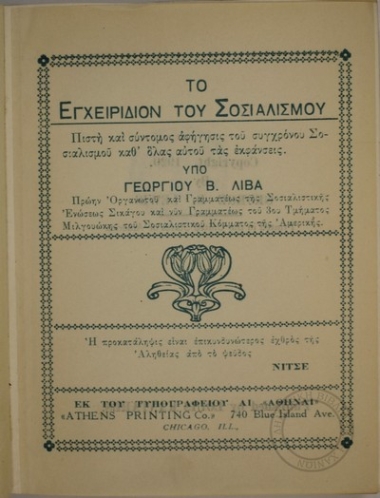 ΤΟ
ΕΓΧΕΙΡΙΔΙΟΝ ΤΟΥ ΣΟΣΙΑΛΙΣΜΟΥ
Πιστὴ καὶ σύντομος ἀφήγησις τοῦ συγχρόνου Σο-
σιαλισμοῦ καθ' ὅλας αὐτοῦ τὰς ἐκφάνσεις.
ΥΠΟ
ΓΕΩΡΓΙΟΥ Β. ΛΙΒΑ
Πρώην Ὀργανωτοῦ καὶ Γραμματέως τῆς Σοσιαλιστικῆς
Ἑνώσεως Σικάγου καὶ νῦν Γραμματέως τοῦ 3ου Τμήματος
Μιλγουώκης τοῦ Σοσιαλιστικοῦ Κόμματος τῆς Ἀμερικῆς.
Ἡ προκατάληψις εἶναι ἐπικινδυνώτερος ἐχθρὸς τῆς
Ἀληθείας ἀπὸ τὸ ψεῦδος
ΝΙΤΣΕ
ΕΚ ΤΟΥ ΤΥΠΟΓΡΑΦΕΙΟΥ ΑΙ «ΑΘΗΝΑΙ»
«ATHENS PRINTING Co.» 740 Blue Island Ave.
CHICAGO, ILL.,